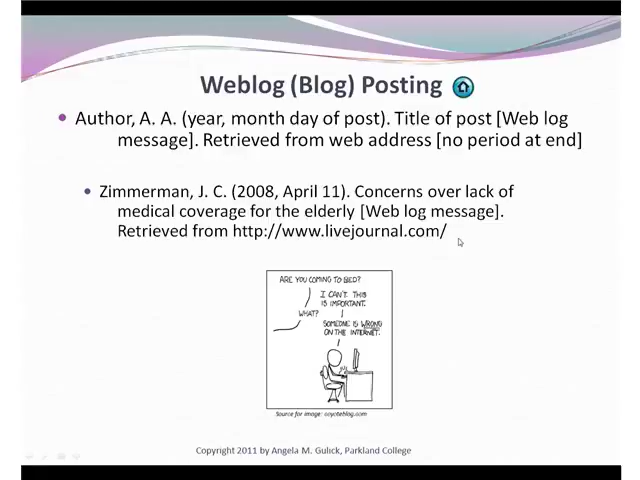 Weblog (Blog) Posting
Author, A. A. (year, month day of post). Title of post [Web log
message]. Retrieved from web address [no period at end]
Zimmerman, J. C. (2008, April 11). Concerns over lack of
medical coverage for the elderly [Web log message].
Retrieved from http://www.livejournal.com/
ARE YOU COMING TO BED?
I CAN'T. THIS
IS IMPORTANT.
WHAT?
SOMEONE IS WRONG
ON THE INTERNET.
Source for image: coyoteblog.com
Copyright 2011 by Angela M. Gulick, Parkland College